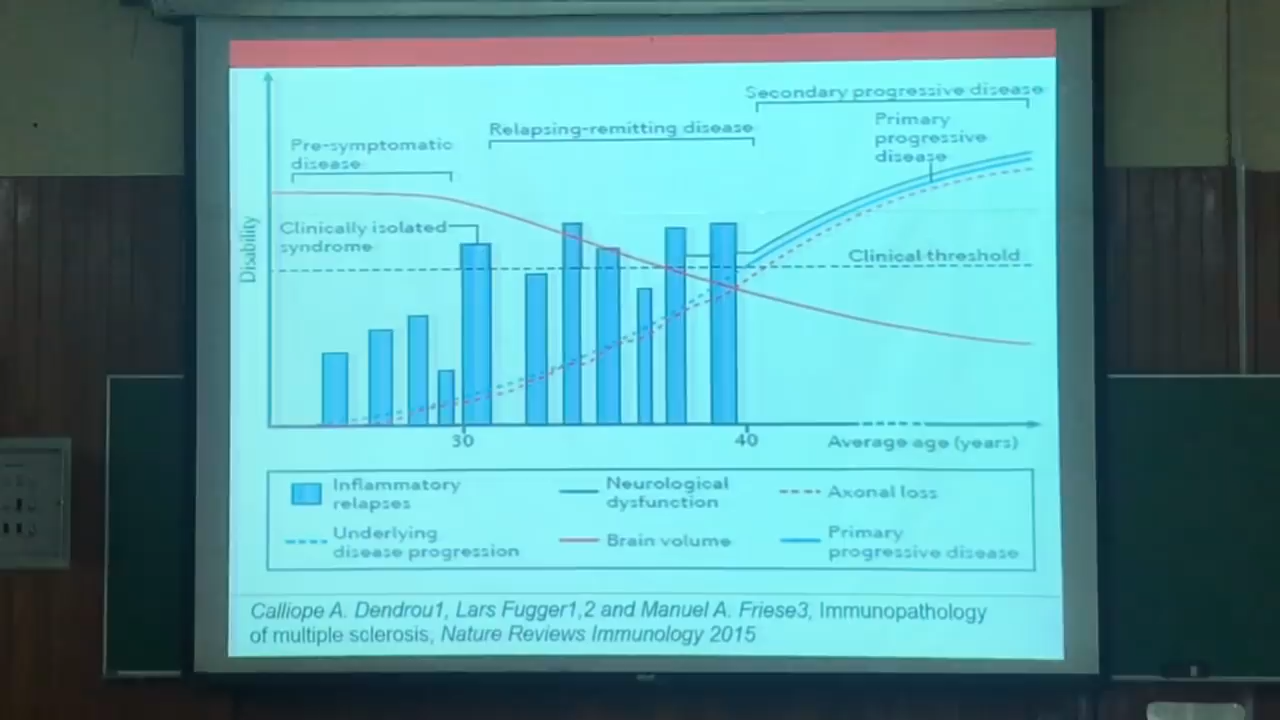 Secondary progressive disease
Primary
progressive
disease
Relapsing-remitting disease
Pre-symptomatic
disease
Clinically isolated
syndrome
Disability
Clinical threshold
30
40
Average age (years)
Inflammatory
relapses
Neurological
dysfunction
Axonal loss
Underlying
disease progression
Brain volume
Primary
progressive disease
Calliope A. Dendrou1, Lars Fugger1,2 and Manuel A. Friese3, Immunopathology
of multiple sclerosis, Nature Reviews Immunology 2015